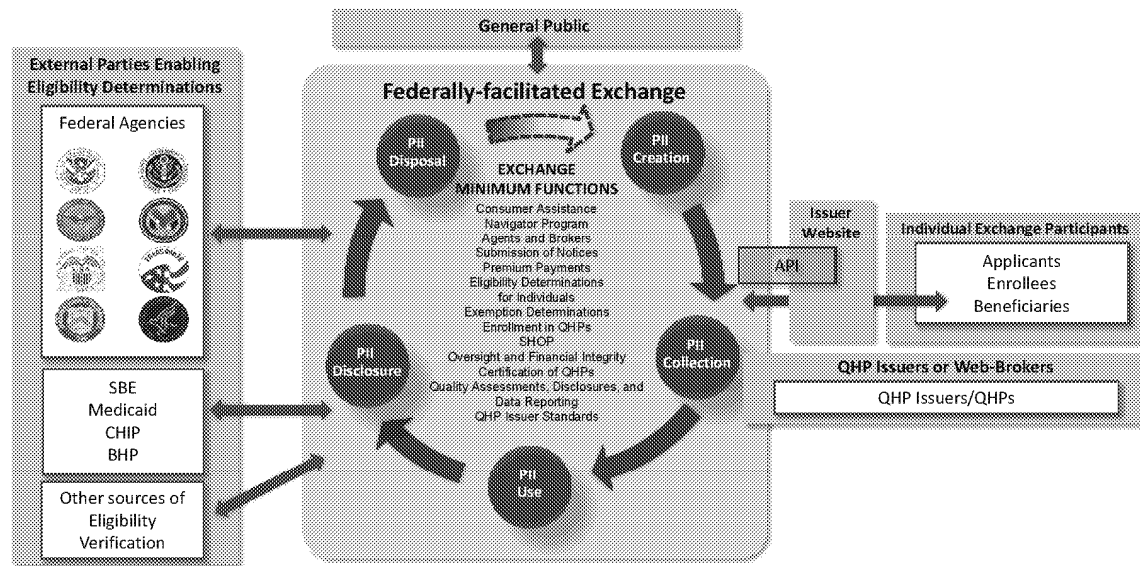 General Public
External Parties Enabling
Eligibility Determinations
Federal Agencies
SBE
Medicaid
CHIP
BHP
Other sources of
Eligibility
Verification
Federally-facilitated Exchange
PII
Disposal
PII
Creation
EXCHANGE
MINIMUM FUNCTIONS
Consumer Assistance
Navigator Program
Agents and Brokers
Submission of Notices
Premium Payments
Eligibility Determinations
for Individuals
Exemption Determinations
Enrollment in QHPs
SHOP
Oversight and Financial Integrity
Certification of QHPs
Quality Assessments, Disclosures, and
Data Reporting
QHP Issuer Standards
PII
Disclosure
PII
Collection
PII
Use
Issuer
Website
API
Individual Exchange Participants
Applicants
Enrollees
Beneficiaries
QHP Issuers or Web-Brokers
QHP Issuers/QHPs